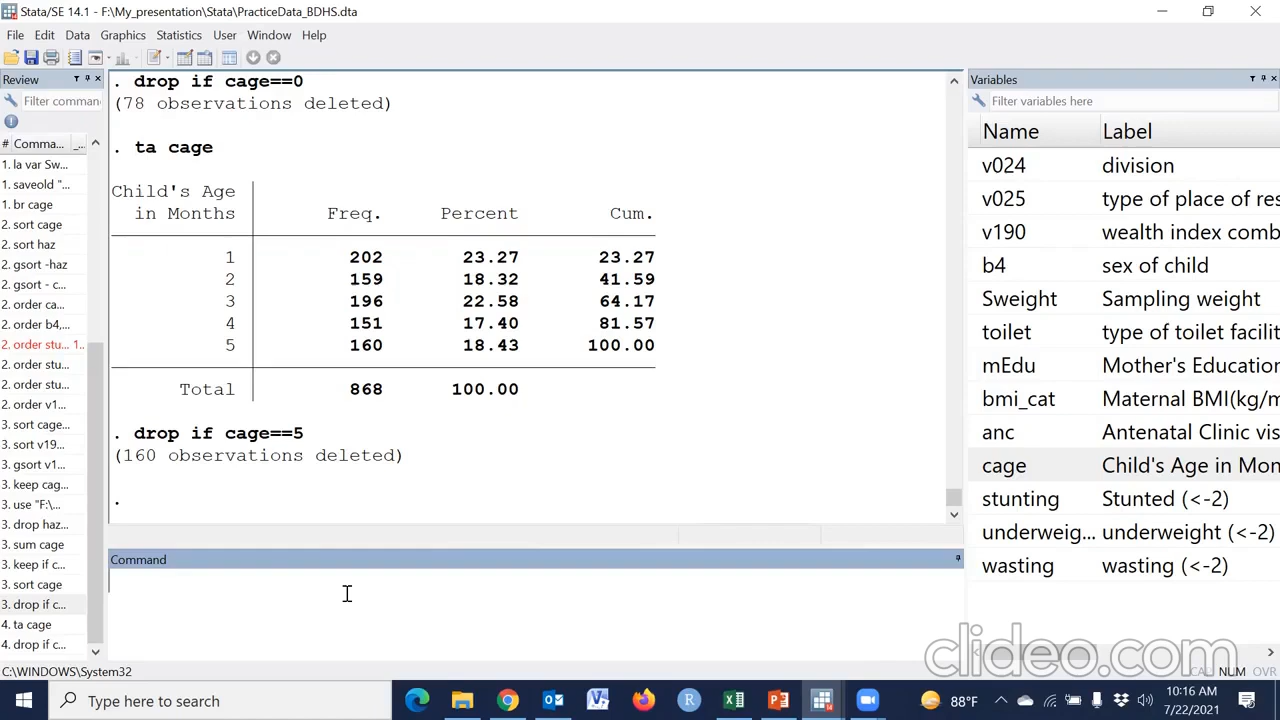 Stata/SE 14.1 - F:\My_presentation\Stata\PracticeData_BDHS.dta
File Edit Data Graphics Statistics User Window Help
Review
Filter commanc
# Comma...
1. la var Sw...
1. saveold "...
1. br cage
2. sort cage
2. sort haz
2. gsort -haz
2. gsort - c...
2. order ca...
2. order b4,...
2. order stu... 1..
2. order stu...
2. order stu...
2. order v1...
3. sort cage...
3. sort v19...
3. gsort v1...
3. keep cag...
3. use "F:\...
3. drop haz...
3. sum cage
3. keep if c...
3. sort cage
3. drop if c...
4. ta cage
4. drop if c...
. drop if cage==0
(78 observations deleted)
. ta cage
Child's Age
in Months Freq. Percent Cum.
1 202 23.27 23.27
2 159 18.32 41.59
3 196 22.58 64.17
4 151 17.40 81.57
5 160 18.43 100.00
Total 868 100.00
. drop if cage==5
(160 observations deleted)
.
Command
Variables
Filter variables here
Name Label
v024 division
v025 type of place of res
v190 wealth index comb
b4 sex of child
Sweight Sampling weight
toilet type of toilet facilit
mEdu Mother's Education
bmi_cat Maternal BMI(kg/m
anc Antenatal Clinic vis
cage Child's Age in Mon
stunting Stunted (<-2)
underweig... underweight (<-2)
wasting wasting (<-2)
clideo.com
C:\WINDOWS\System32 NUM OVR
Type here to search
88°F
10:16 AM
7/22/2021